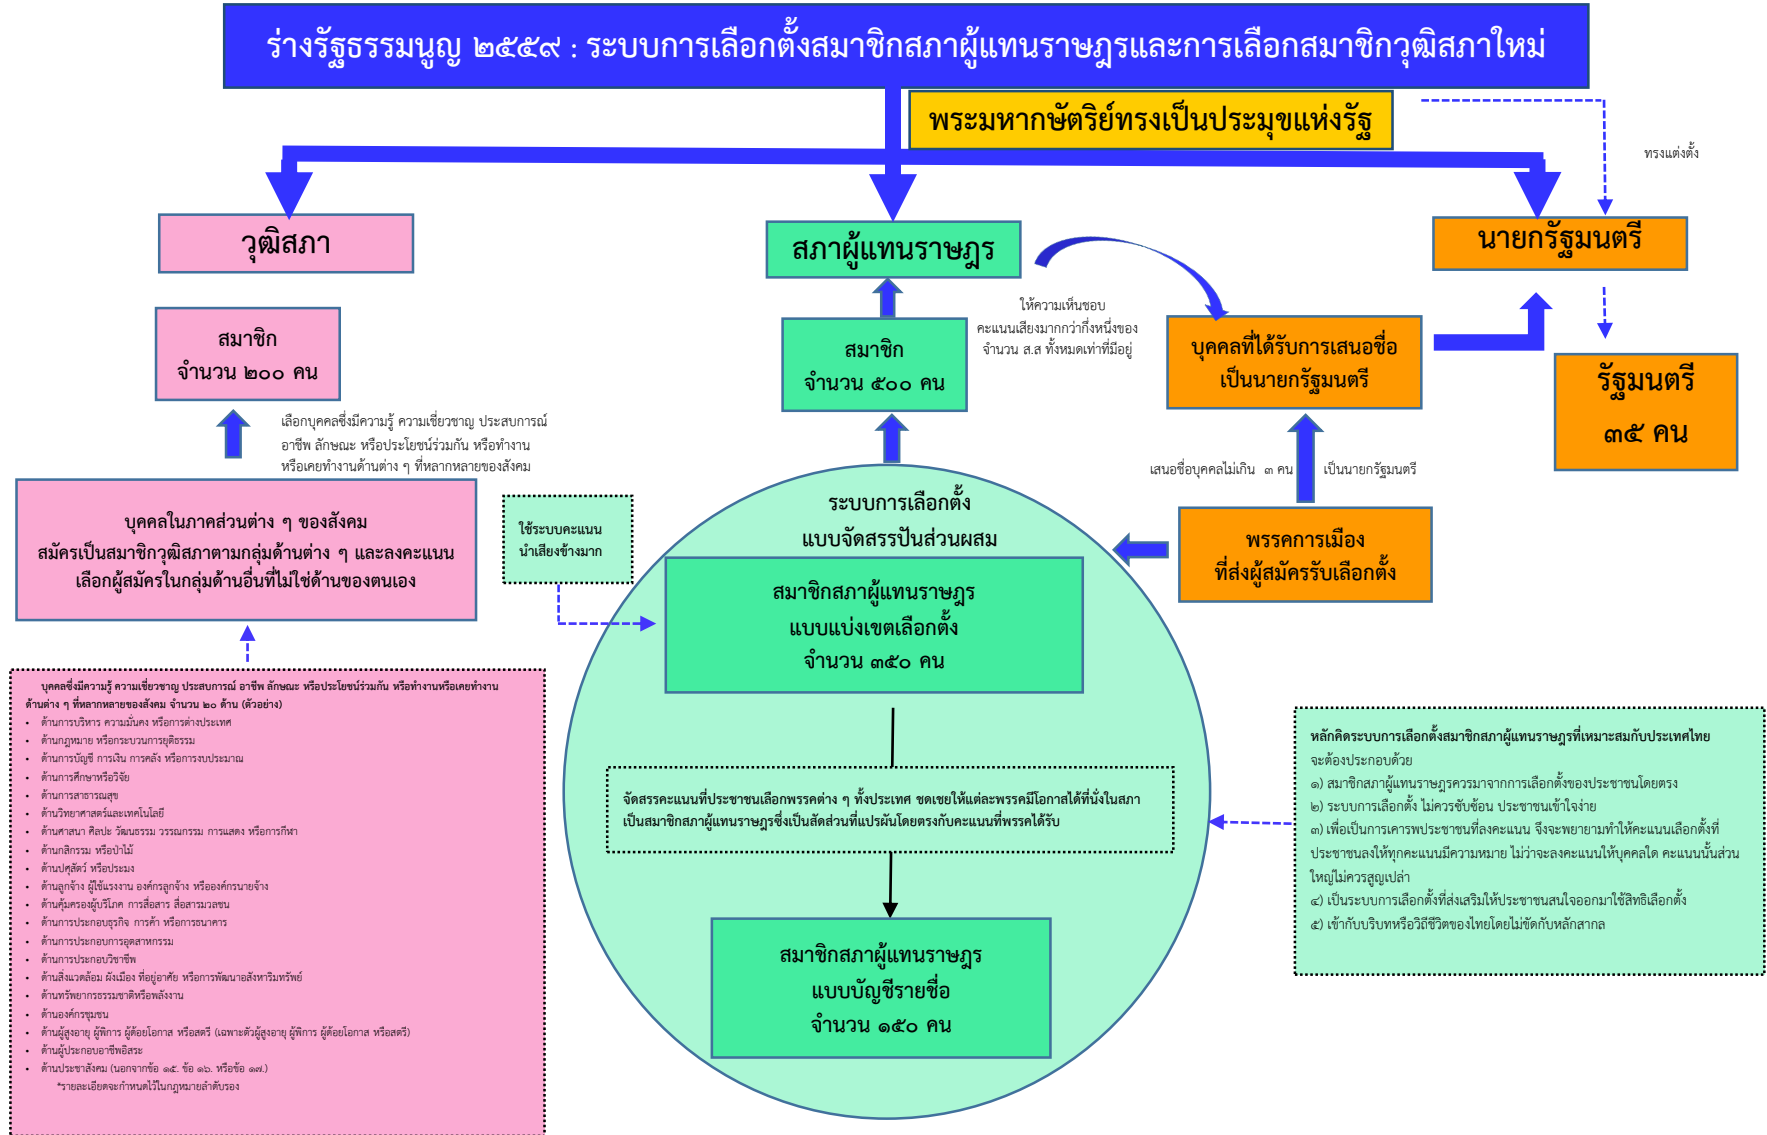 ร่างรัฐธรรมนูญ ๒๕๕๙ : ระบบการเลือกตั้งสมาชิกสภาผู้แทนราษฎรและการเลือกสมาชิกวุฒิสภาใหม่
พระมหากษัตริย์ทรงเป็นประมุขแห่งรัฐ
ทรงแต่งตั้ง
วุฒิสภา
สภาผู้แทนราษฎร
นายกรัฐมนตรี
สมาชิก
จำนวน ๒๐๐ คน
สมาชิก
จำนวน ๕๐๐ คน
ให้ความเห็นชอบ
คะแนนเสียงมากกว่ากึ่งหนึ่งของ
จำนวน ส.ส ทั้งหมดเท่าที่มีอยู่
บุคคลที่ได้รับการเสนอชื่อ
เป็นนายกรัฐมนตรี
รัฐมนตรี
๓๕ คน
เลือกบุคคลซึ่งมีความรู้ ความเชี่ยวชาญ ประสบการณ์
อาชีพ ลักษณะ หรือประโยชน์ร่วมกัน หรือทำงาน
หรือเคยทำงานด้านต่าง ๆ ที่หลากหลายของสังคม
เสนอชื่อบุคคลไม่เกิน ๓ คน เป็นนายกรัฐมนตรี
บุคคลในภาคส่วนต่าง ๆ ของสังคม
สมัครเป็นสมาชิกวุฒิสภาตามกลุ่มด้านต่าง ๆ และลงคะแนน
เลือกผู้สมัครในกลุ่มด้านอื่นที่ไม่ใช่ด้านของตนเอง
ใช้ระบบคะแนน
นำเสียงข้างมาก
ระบบการเลือกตั้ง
แบบจัดสรรปันส่วนผสม
พรรคการเมือง
ที่ส่งผู้สมัครรับเลือกตั้ง
สมาชิกสภาผู้แทนราษฎร
แบบแบ่งเขตเลือกตั้ง
จำนวน ๓๕๐ คน
บุคคลซึ่งมีความรู้ ความเชี่ยวชาญ ประสบการณ์ อาชีพ ลักษณะ หรือประโยชน์ร่วมกัน หรือทำงานหรือเคยทำงาน
ด้านต่าง ๆ ที่หลากหลายของสังคม จำนวน ๒๐ ด้าน (ตัวอย่าง)
• ด้านการบริหาร ความมั่นคง หรือการต่างประเทศ
• ด้านกฎหมาย หรือกระบวนการยุติธรรม
• ด้านการบัญชี การเงิน การคลัง หรือการงบประมาณ
• ด้านการศึกษาหรือวิจัย
• ด้านการสาธารณสุข
• ด้านวิทยาศาสตร์และเทคโนโลยี
• ด้านศาสนา ศิลปะ วัฒนธรรม วรรณกรรม การแสดง หรือการกีฬา
• ด้านกสิกรรม หรือป่าไม้
• ด้านปศุสัตว์ หรือประมง
• ด้านลูกจ้าง ผู้ใช้แรงงาน องค์กรลูกจ้าง หรือองค์กรนายจ้าง
• ด้านคุ้มครองผู้บริโภค การสื่อสาร สื่อสารมวลชน
• ด้านการประกอบธุรกิจ การค้า หรือการธนาคาร
• ด้านการประกอบการอุตสาหกรรม
• ด้านการประกอบวิชาชีพ
• ด้านสิ่งแวดล้อม ผังเมือง ที่อยู่อาศัย หรือการพัฒนาอสังหาริมทรัพย์
• ด้านทรัพยากรธรรมชาติหรือพลังงาน
• ด้านองค์กรชุมชน
• ด้านผู้สูงอายุ ผู้พิการ ผู้ด้อยโอกาส หรือสตรี (เฉพาะตัวผู้สูงอายุ ผู้พิการ ผู้ด้อยโอกาส หรือสตรี)
• ด้านผู้ประกอบอาชีพอิสระ
• ด้านประชาสังคม (นอกจากข้อ ๑๕. ข้อ ๑๖. หรือข้อ ๑๗.)
*รายละเอียดจะกำหนดไว้ในกฎหมายลำดับรอง
จัดสรรคะแนนที่ประชาชนเลือกพรรคต่าง ๆ ทั้งประเทศ ชดเชยให้แต่ละพรรคมีโอกาสได้ที่นั่งในสภา
เป็นสมาชิกสภาผู้แทนราษฎรซึ่งเป็นสัดส่วนที่แปรผันโดยตรงกับคะแนนที่พรรคได้รับ
สมาชิกสภาผู้แทนราษฎร
แบบบัญชีรายชื่อ
จำนวน ๑๕๐ คน
หลักคิดระบบการเลือกตั้งสมาชิกสภาผู้แทนราษฎรที่เหมาะสมกับประเทศไทย
จะต้องประกอบด้วย
๑) สมาชิกสภาผู้แทนราษฎรควรมาจากการเลือกตั้งของประชาชนโดยตรง
๒) ระบบการเลือกตั้ง ไม่ควรซับซ้อน ประชาชนเข้าใจง่าย
๓) เพื่อเป็นการเคารพประชาชนที่ลงคะแนน จึงจะพยายามทำให้คะแนนเลือกตั้งที่
ประชาชนลงให้ทุกคะแนนมีความหมาย ไม่ว่าจะลงคะแนนให้บุคคลใด คะแนนนั้นส่วน
ใหญ่ไม่ควรสูญเปล่า
๔) เป็นระบบการเลือกตั้งที่ส่งเสริมให้ประชาชนสนใจออกมาใช้สิทธิเลือกตั้ง
๕) เข้ากับบริบทหรือวิถีชีวิตของไทยโดยไม่ขัดกับหลักสากล